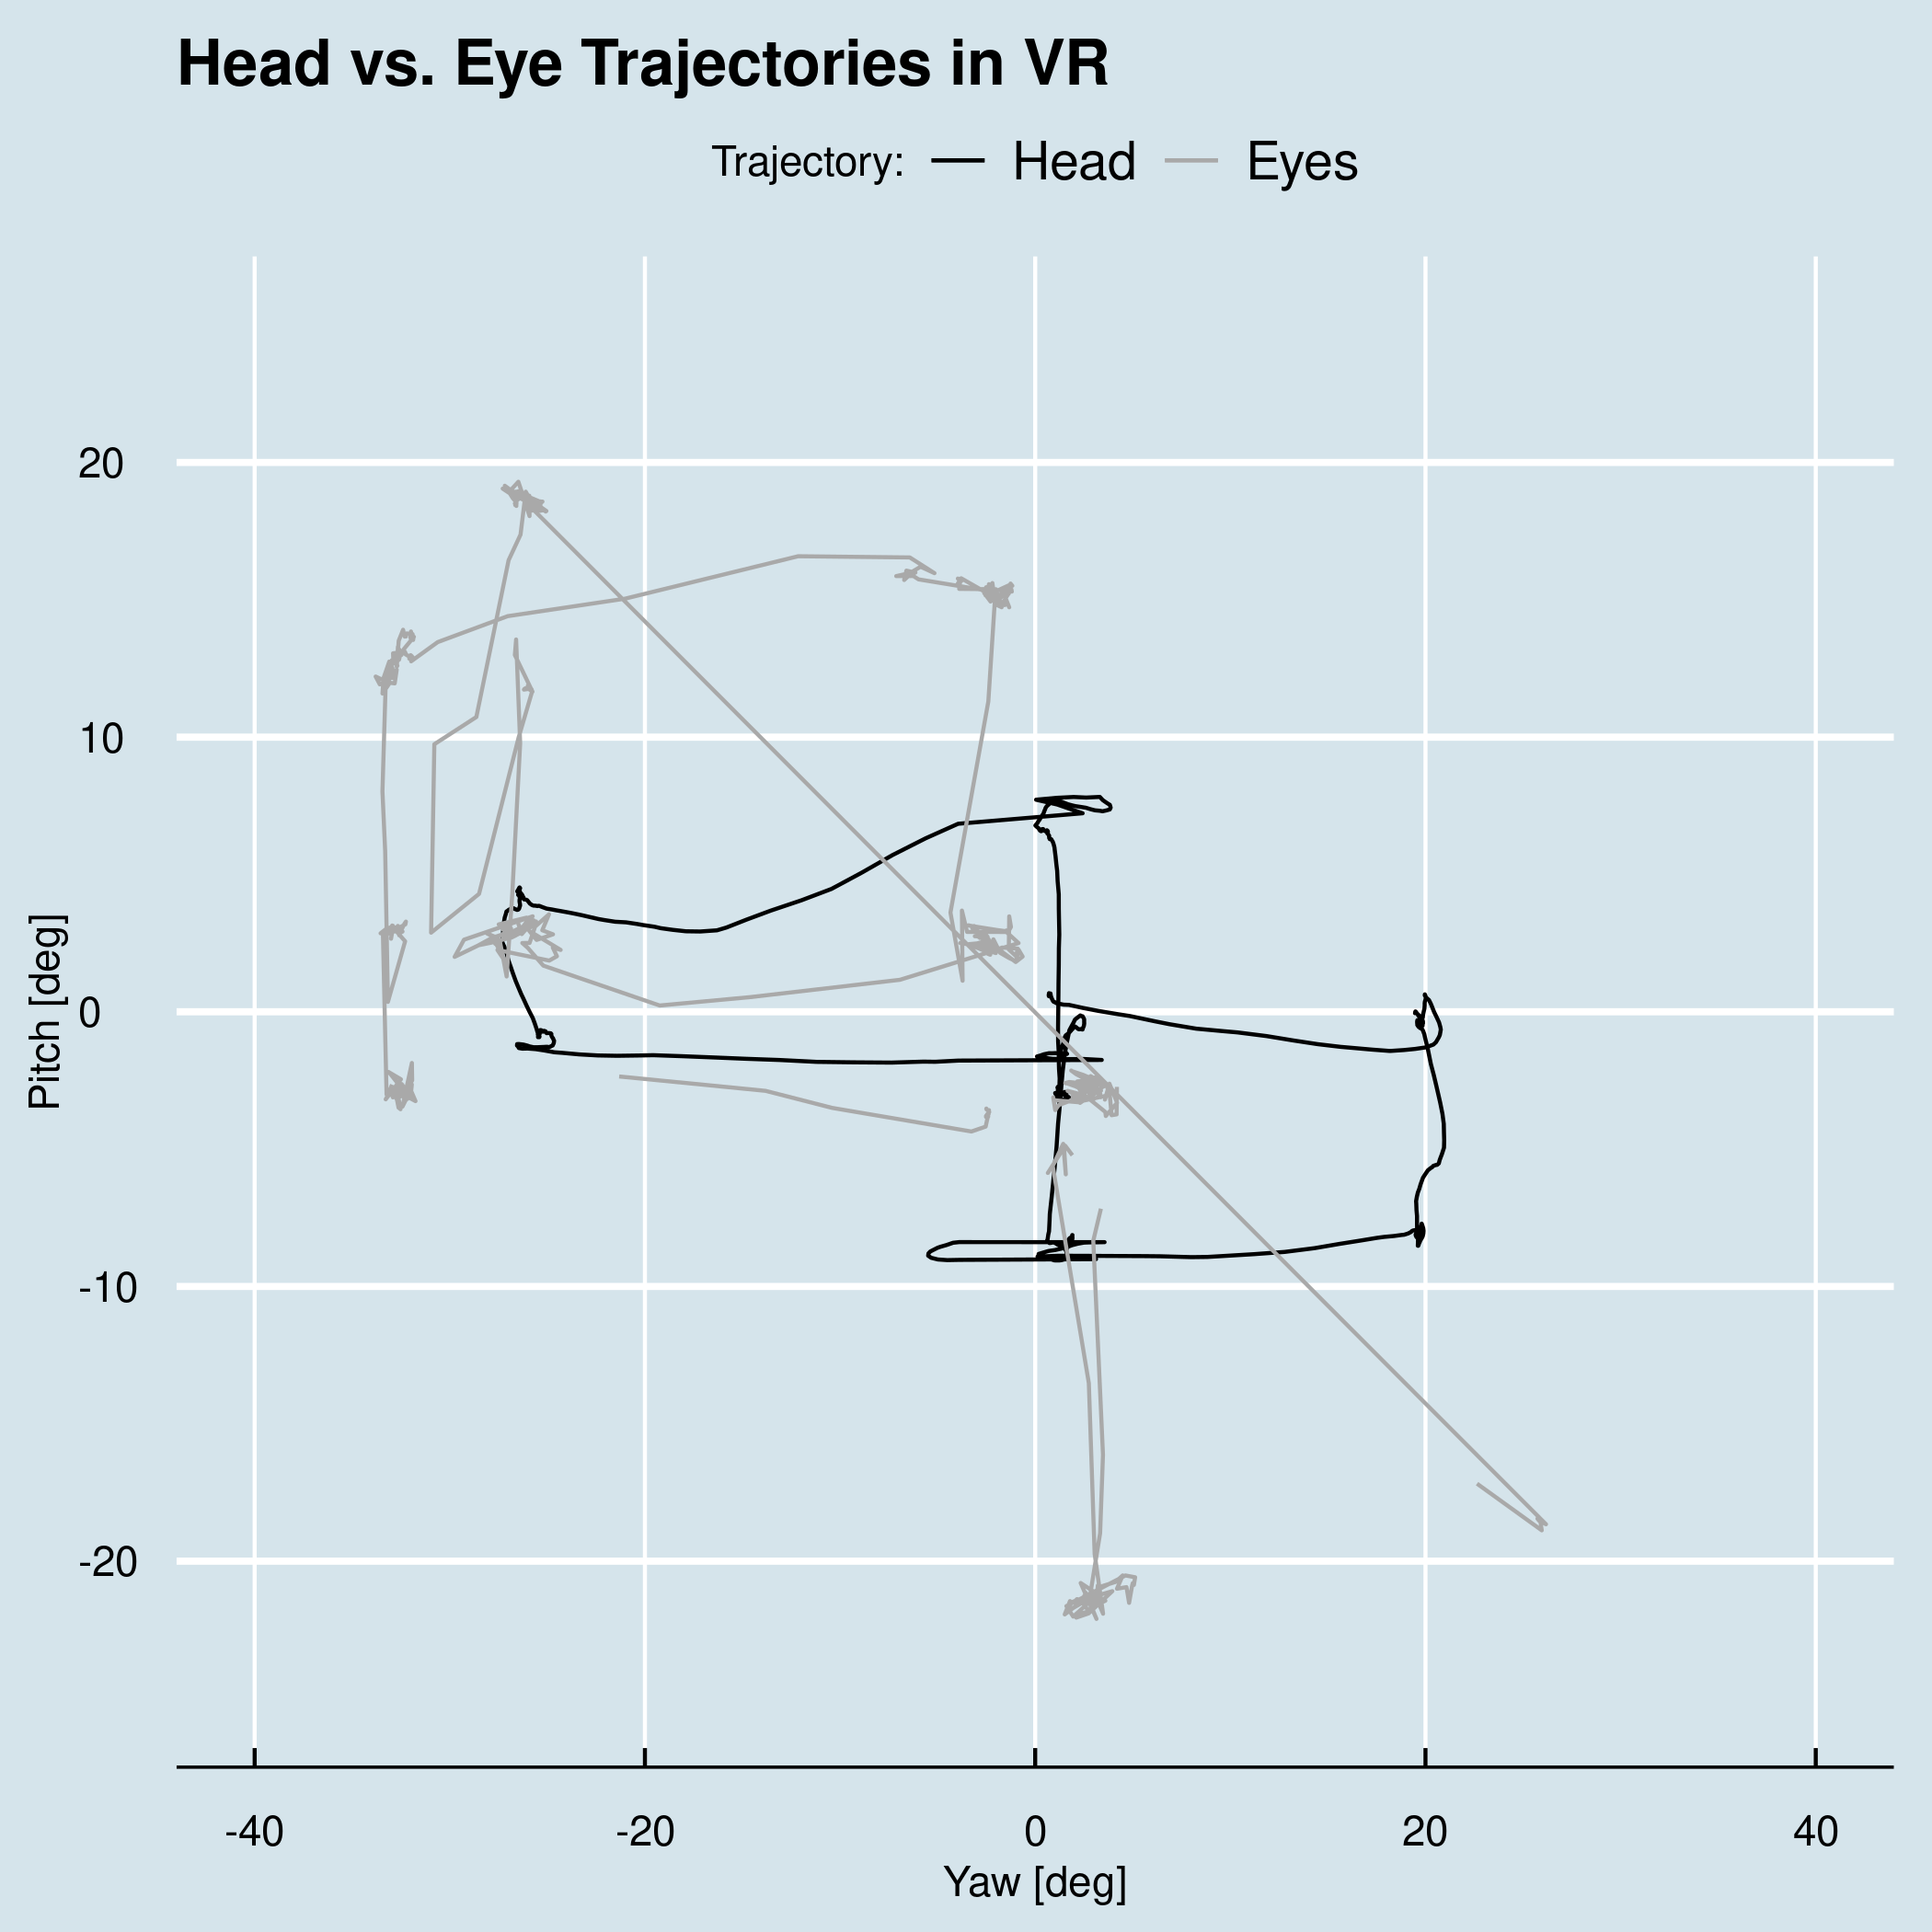 Head vs. Eye Trajectories in VR
Trajectory: Head Eyes
20
10
0
-10
-20
Pitch [deg]
-40 -20 0 20 40
Yaw [deg]